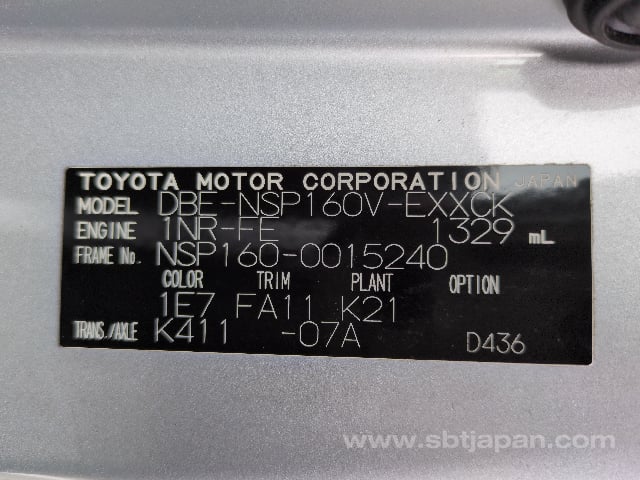 TOYOTA MOTOR CORPORATION JAPAN
MODEL DBE-NSP160V-EXXCK
ENGINE 1NR-FE 1329 mL
FRAME No. NSP160-0015240
COLOR TRIM PLANT OPTION
1E7 FA11 K21
TRANS./AXLE K411 -07A D436
www.sbtjapan.com/